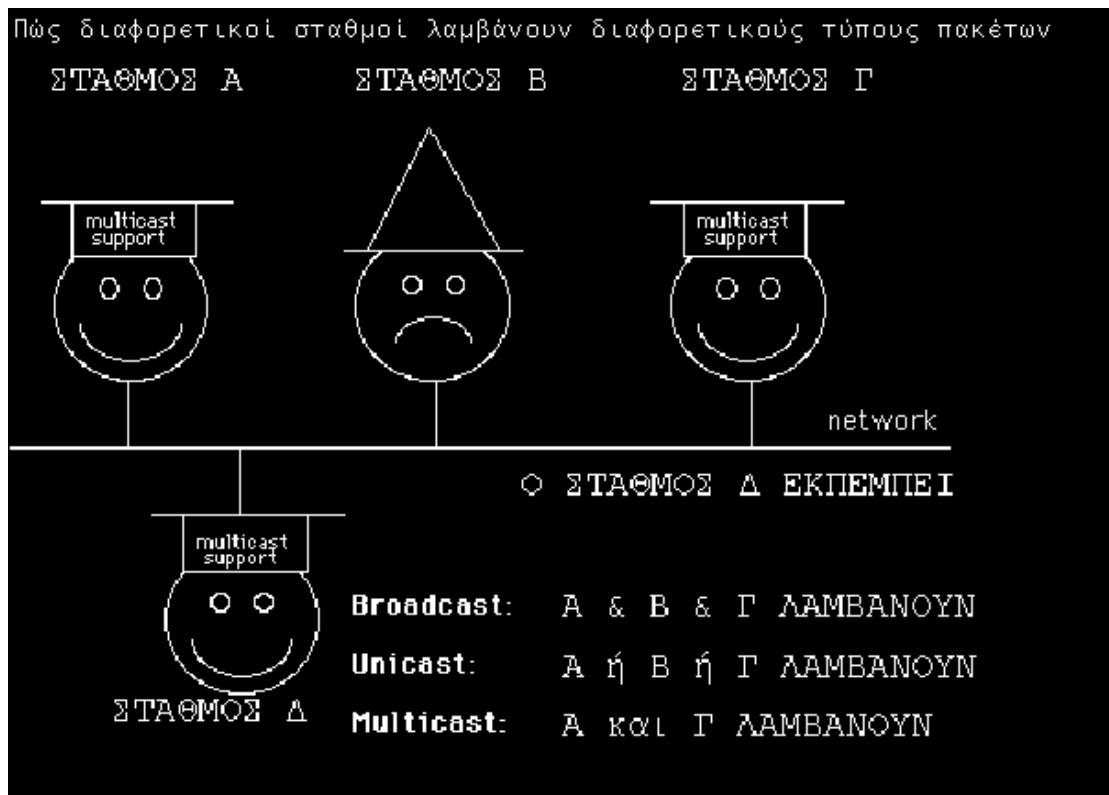 Πώς διαφορετικοί σταθμοί λαμβάνουν διαφορετικούς τύπους πακέτων
ΣΤΑΘΜΟΣ Α ΣΤΑΘΜΟΣ Β ΣΤΑΘΜΟΣ Γ
multicast
support
multicast
support
network
Ο ΣΤΑΘΜΟΣ Δ ΕΚΠΕΜΠΕΙ
multicast
support
Broadcast: Α & Β & Γ ΛΑΜΒΑΝΟΥΝ
Unicast: Α ή Β ή Γ ΛΑΜΒΑΝΟΥΝ
ΣΤΑΘΜΟΣ Δ
Multicast: Α και Γ ΛΑΜΒΑΝΟΥΝ